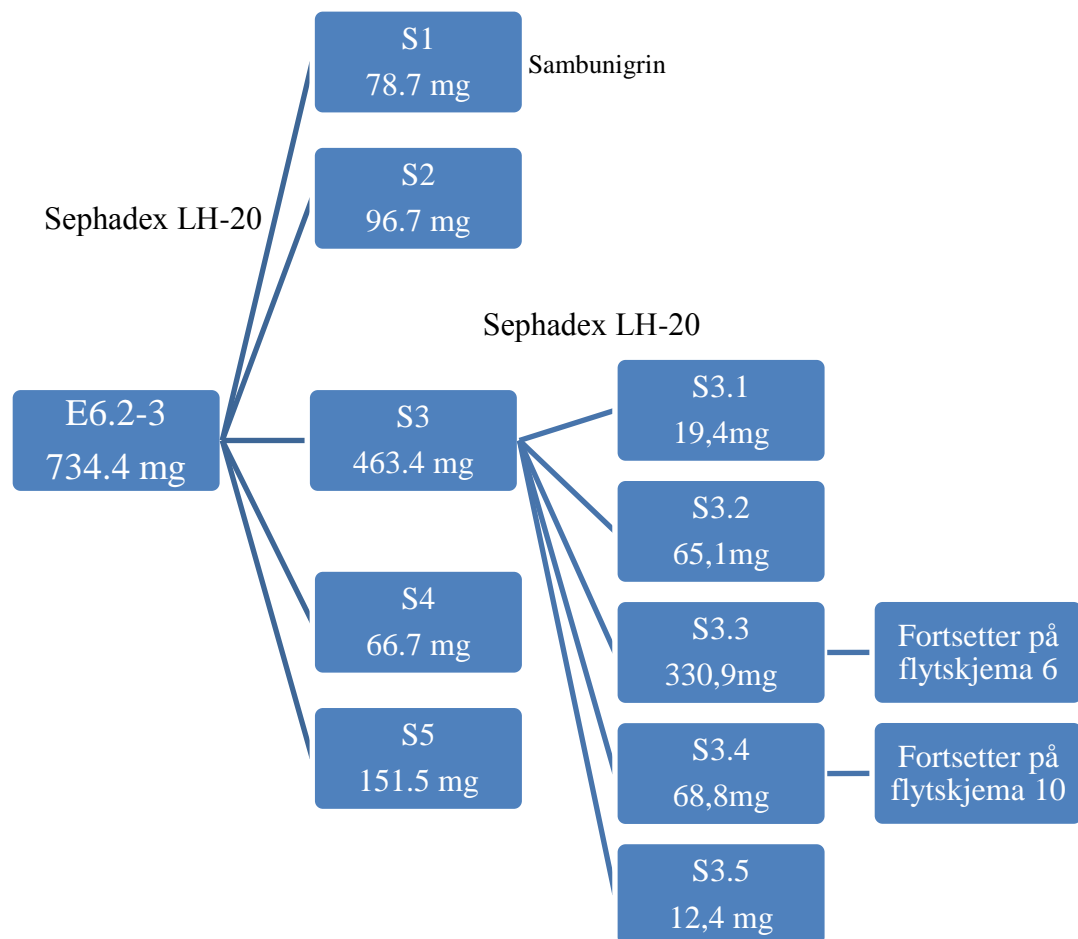 S1
78.7 mg
Sambunigrin
S2
96.7 mg
Sephadex LH-20
Sephadex LH-20
E6.2-3
734.4 mg
S3
463.4 mg
S4
66.7 mg
S5
151.5 mg
S3.1
19,4mg
S3.2
65,1mg
S3.3
330,9mg
Fortsetter på
flytskjema 6
S3.4
68,8mg
Fortsetter på
flytskjema 10
S3.5
12,4 mg